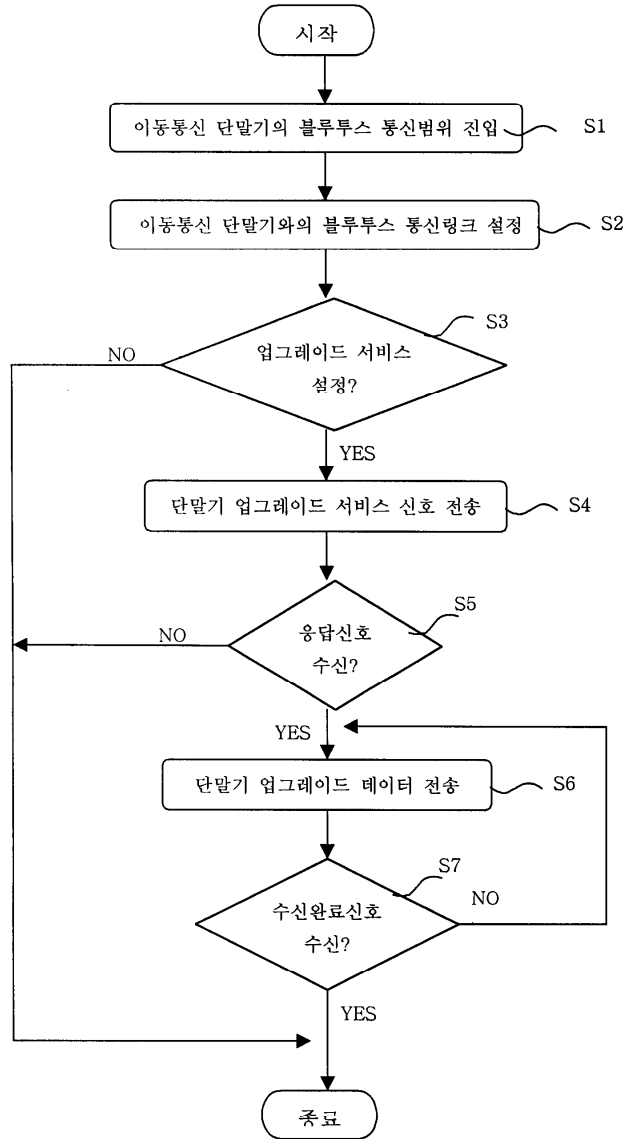 시작
이동통신 단말기의 블루투스 통신범위 진입
S1
이동통신 단말기와의 블루투스 통신링크 설정
S2
S3
업그레이드 서비스
설정?
NO
YES
단말기 업그레이드 서비스 신호 전송
S4
S5
응답신호
수신?
NO
YES
단말기 업그레이드 데이터 전송
S6
S7
수신완료신호
수신?
NO
YES
종료